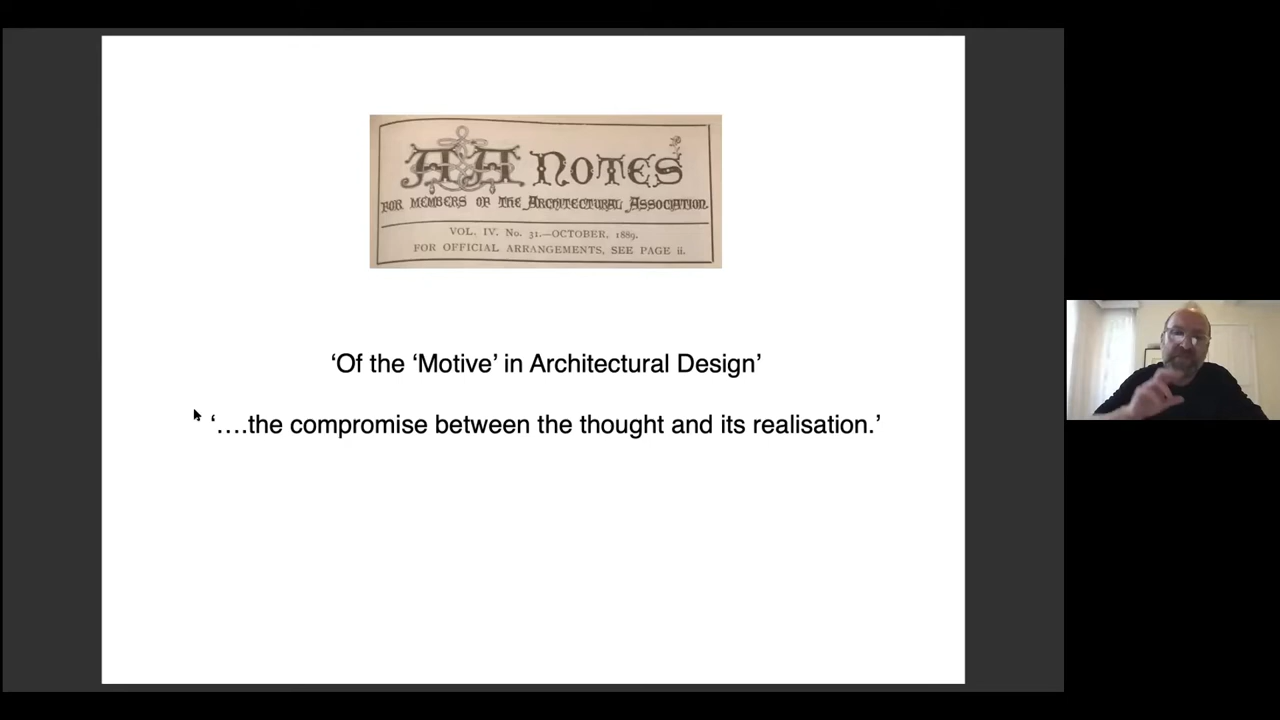 AA NOTES
FOR MEMBERS OF THE ARCHITECTURAL ASSOCIATION.
VOL. IV. No. 31.—OCTOBER, 1889.
FOR OFFICIAL ARRANGEMENTS, SEE PAGE ii.
‘Of the ‘Motive’ in Architectural Design’
‘….the compromise between the thought and its realisation.’